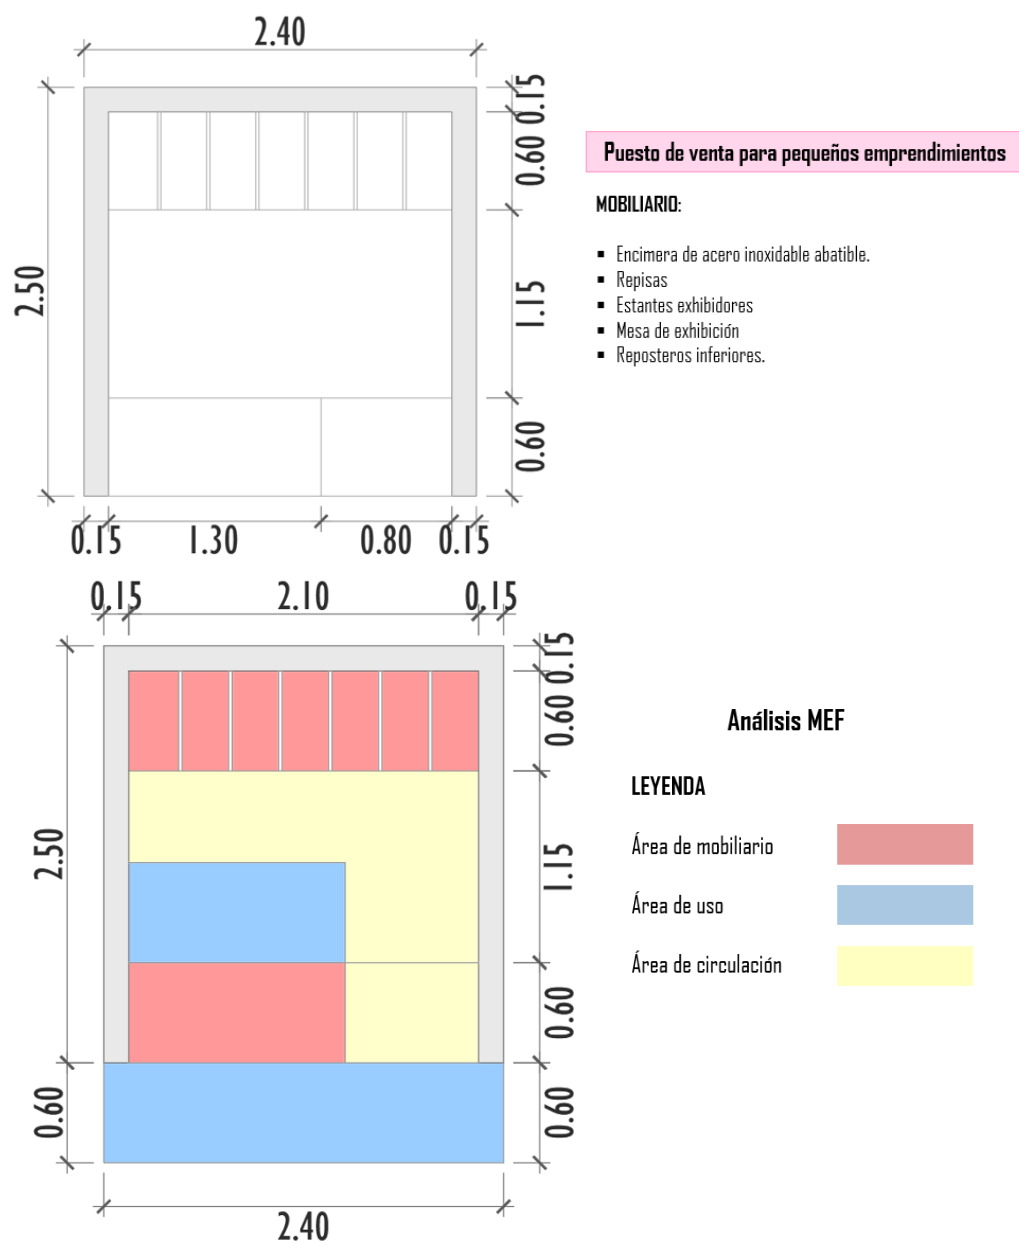 2.40
0.15
0.60
2.50
1.15
0.60
0.15
1.30
0.80
0.15
Puesto de venta para pequeños emprendimientos
MOBILIARIO:
▪ Encimera de acero inoxidable abatible.
▪ Repisas
▪ Estantes exhibidores
▪ Mesa de exhibición
▪ Reposteros inferiores.
0.15
2.10
0.15
0.15
0.60
2.50
1.15
0.60
0.60
0.60
2.40
Análisis MEF
LEYENDA
Área de mobiliario
Área de uso
Área de circulación